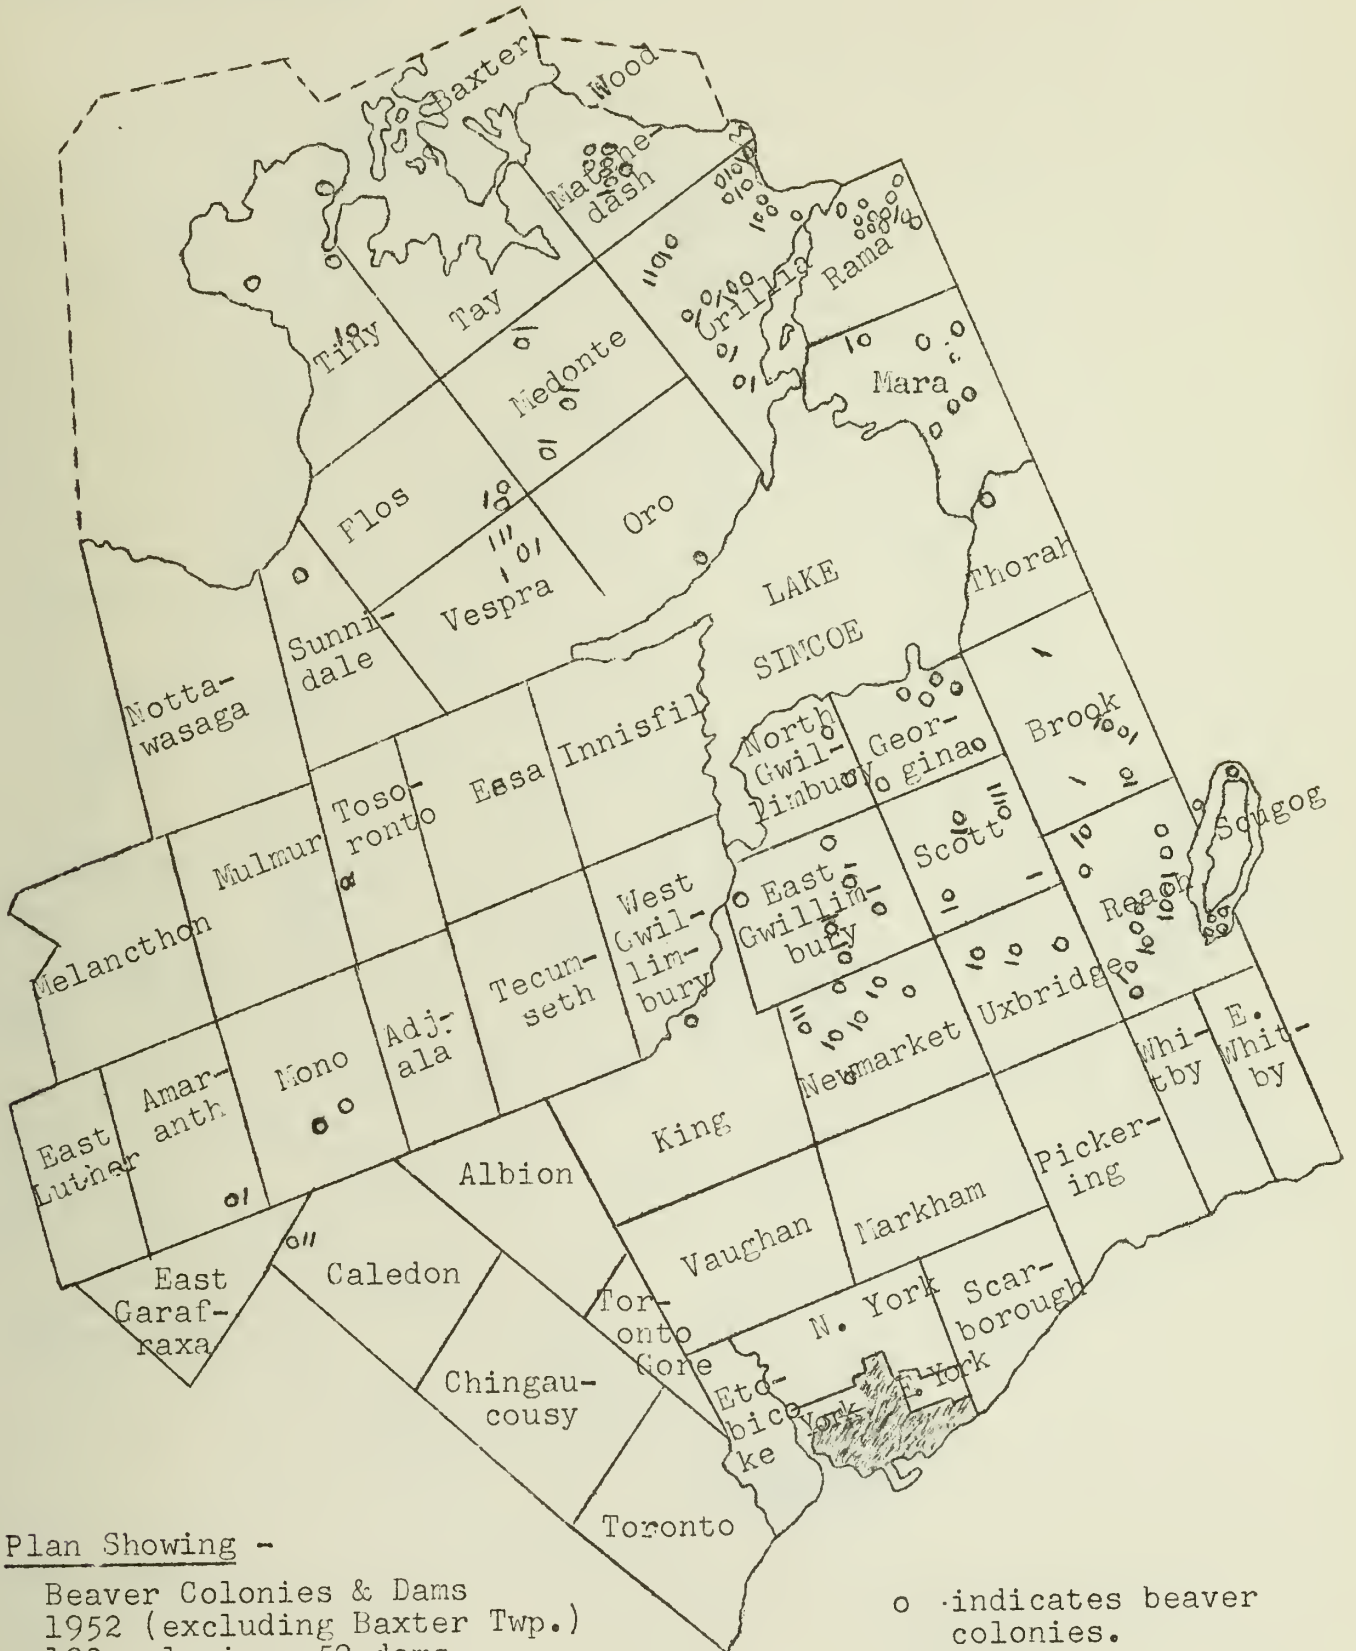 Baxter
Wood
Matche-
dash
Orillia
Rama
Tay
Tiny
Medonte
Mara
Flos
Oro
Thorah
Vespra
LAKE
SIMCOE
Sunni-
dale
Notta-
wasaga
Innisfil
Essa
North
Gwil-
limbury
Geor-
gina
Brook
Toso-
ronto
Mulmur
Scott
Scugog
Reach
West
Gwil-
lim-
bury
East
Gwillim-
bury
Melancthon
Tecum-
seth
Uxbridge
Adj-
ala
Mono
Newmarket
Whi-
tby
E.
Whit-
by
Amar-
anth
East
Luther
King
Albion
Picker-
ing
Markham
Vaughan
East
Garaf-
raxa
Caledon
Tor-
onto
Gore
N. York
Scar-
borough
E. York
York
Eto-
bico
ke
Chingau-
cousy
Toronto
Plan Showing -
Beaver Colonies & Dams
1952 (excluding Baxter Twp.)
52 dams
o indicates beaver
colonies.